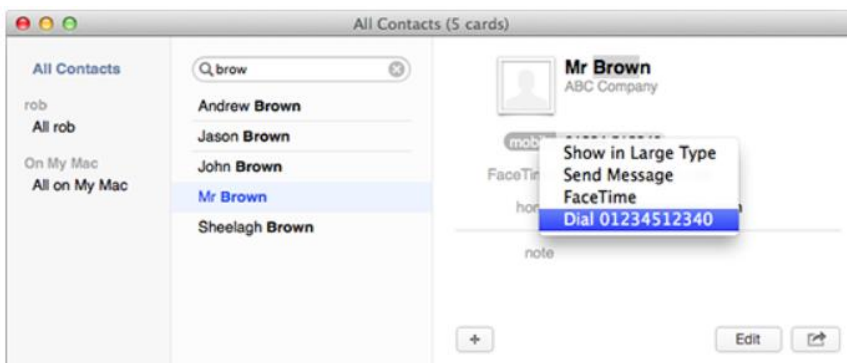 All Contacts (5 cards)
All Contacts
rob
All rob
On My Mac
All on My Mac
brow
Andrew Brown
Jason Brown
John Brown
Mr Brown
Sheelagh Brown
Mr Brown
ABC Company
Show in Large Type
Send Message
FaceTime
Dial 01234512340
note
+
Edit